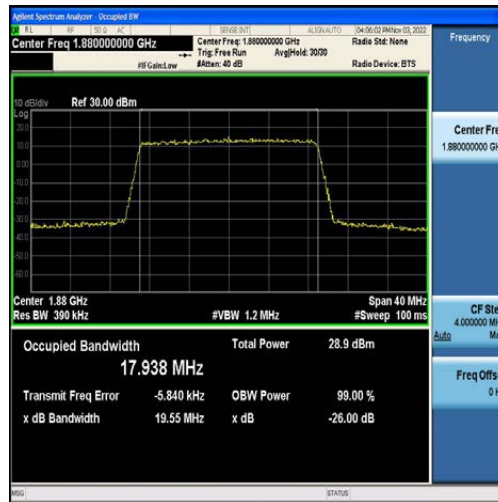 Agilent Spectrum Analyzer - Occupied BW
RL RF 50 Ω AC SENSE:INT ALIGNAUTO 04:06:02 PM Nov 03, 2022
Center Freq 1.880000000 GHz
Center Freq: 1.880000000 GHz
Radio Std: None
Trig: Free Run Avg|Hold: 30/30
#IFGain:Low #Atten: 40 dB Radio Device: BTS
Frequency
10 dB/div Ref 30.00 dBm
Log
20.0
10.0
0.00
-10.0
-20.0
-30.0
-40.0
-50.0
-60.0
Center Fre
1.880000000 GH
Center 1.88 GHz Span 40 MHz
Res BW 390 kHz #VBW 1.2 MHz #Sweep 100 ms
CF Ste
4.000000 MH
Auto Ma
Occupied Bandwidth Total Power 28.9 dBm
17.938 MHz
Transmit Freq Error -5.840 kHz OBW Power 99.00 %
x dB Bandwidth 19.55 MHz x dB -26.00 dB
Freq Offs
0 H
MSG STATUS